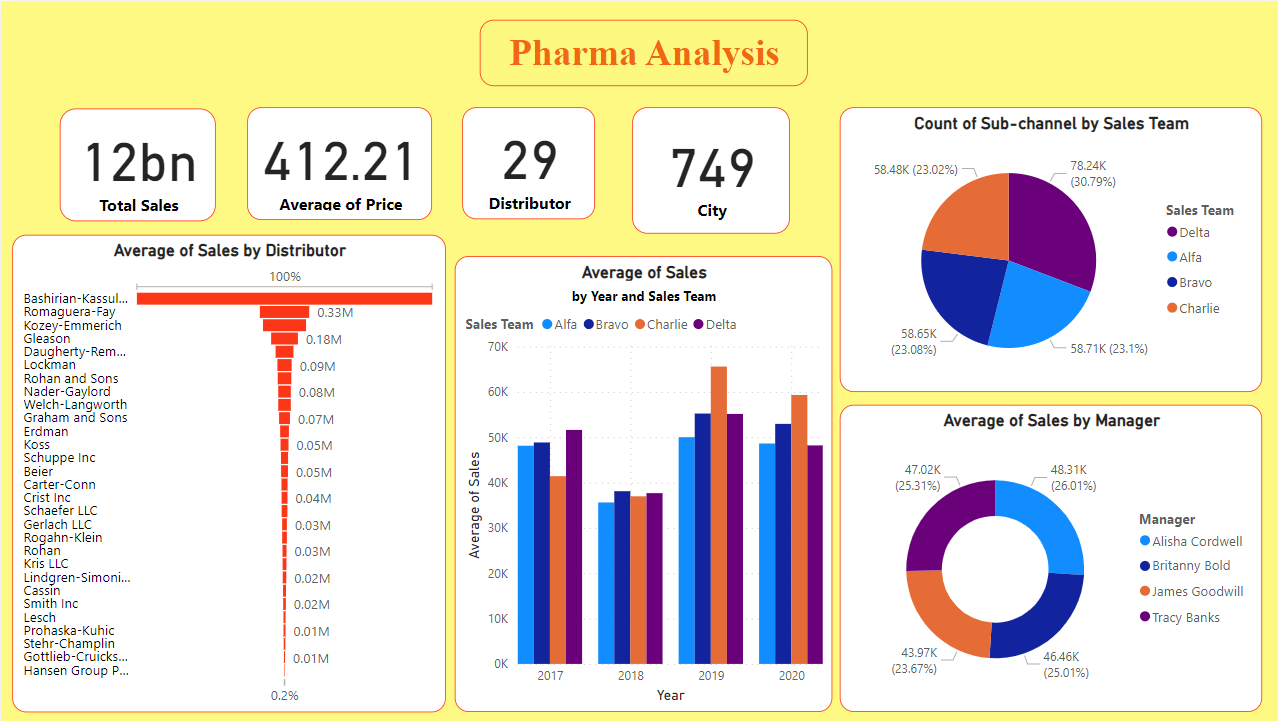 Pharma Analysis
12bn
Total Sales
412.21
Average of Price
29
Distributor
749
City
Average of Sales by Distributor
100%
Bashirian-Kassul...
Romaguera-Fay 0.33M
Kozey-Emmerich
Gleason 0.18M
Daugherty-Rem...
Lockman 0.09M
Rohan and Sons
Nader-Gaylord 0.08M
Welch-Langworth
Graham and Sons 0.07M
Erdman
Koss 0.05M
Schuppe Inc
Beier 0.05M
Carter-Conn
Crist Inc 0.04M
Schaefer LLC
Gerlach LLC 0.03M
Rogahn-Klein
Rohan 0.03M
Kris LLC
Lindgren-Simoni... 0.02M
Cassin
Smith Inc 0.02M
Lesch
Prohaska-Kuhic 0.01M
Stehr-Champlin
Gottlieb-Cruicks... 0.01M
Hansen Group P...
0.2%
Average of Sales
by Year and Sales Team
Sales Team Alfa Bravo Charlie Delta
Average of Sales
70K
60K
50K
40K
30K
20K
10K
0K
2017 2018 2019 2020
Year
Count of Sub-channel by Sales Team
58.48K (23.02%)
78.24K
(30.79%)
58.65K
(23.08%)
58.71K (23.1%)
Sales Team
Delta
Alfa
Bravo
Charlie
Average of Sales by Manager
47.02K
(25.31%)
48.31K
(26.01%)
43.97K
(23.67%)
46.46K
(25.01%)
Manager
Alisha Cordwell
Britanny Bold
James Goodwill
Tracy Banks